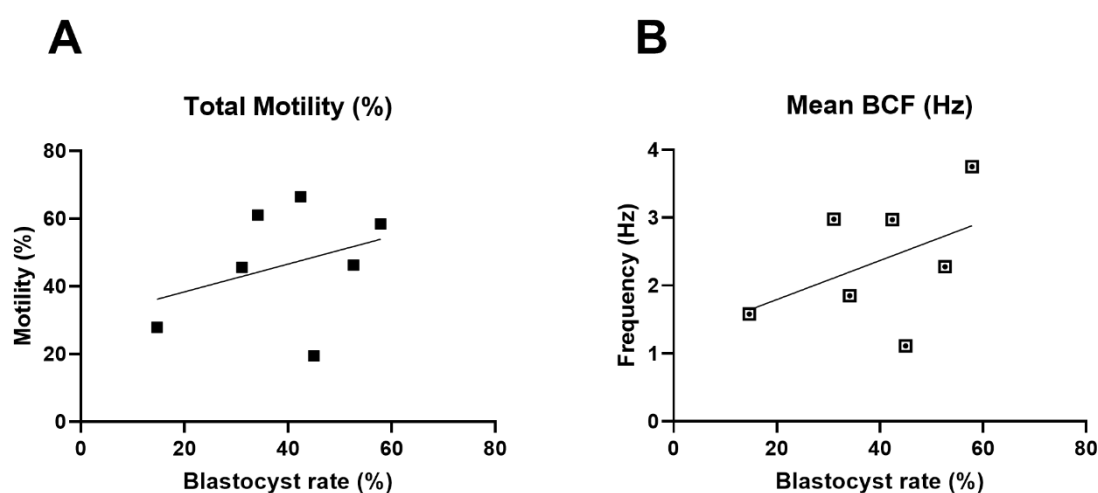 A
Total Motility (%)
Motility (%)
80
60
40
20
0
0 20 40 60 80
Blastocyst rate (%)
B
Mean BCF (Hz)
Frequency (Hz)
4
3
2
1
0
0 20 40 60 80
Blastocyst rate (%)